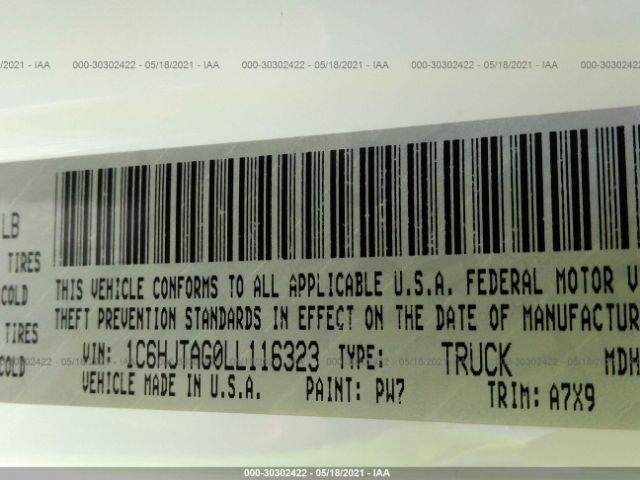 /2021 - IAA 000-30302422 - 05/18/2021 - IAA 000-30302422 - 05/18/2021 - IAA 000-30302422 - 05/18/2021 - IAA 000-30302422
LB
TIRES
COLD
TIRES
COLD
THIS VEHICLE CONFORMS TO ALL APPLICABLE U.S.A. FEDERAL MOTOR V
THEFT PREVENTION STANDARDS IN EFFECT ON THE DATE OF MANUFACTUR
VIN: 1C6HJTAG0LL116323 TYPE: TRUCK MDH
VEHICLE MADE IN U.S.A. PAINT: PW7 TRIM: A7X9
000-30302422 - 05/18/2021 - IAA